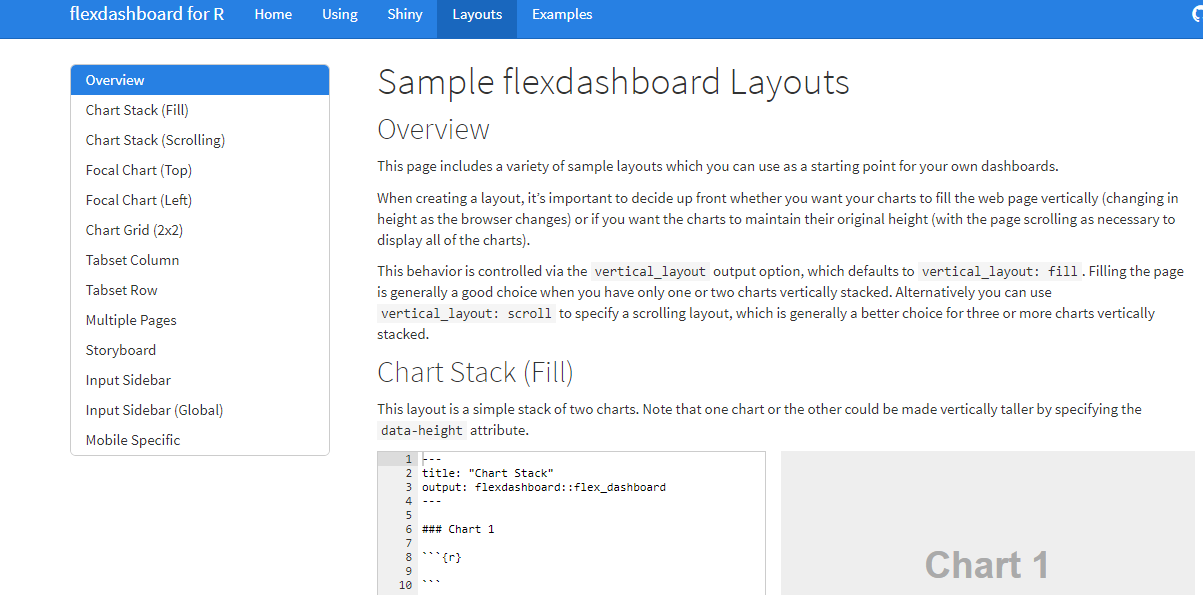 flexdashboard for R Home Using Shiny Layouts Examples
Overview
Chart Stack (Fill)
Chart Stack (Scrolling)
Focal Chart (Top)
Focal Chart (Left)
Chart Grid (2x2)
Tabset Column
Tabset Row
Multiple Pages
Storyboard
Input Sidebar
Input Sidebar (Global)
Mobile Specific
Sample flexdashboard Layouts
Overview
This page includes a variety of sample layouts which you can use as a starting point for your own dashboards.
When creating a layout, it’s important to decide up front whether you want your charts to fill the web page vertically (changing in
height as the browser changes) or if you want the charts to maintain their original height (with the page scrolling as necessary to
display all of the charts).
This behavior is controlled via the vertical_layout output option, which defaults to vertical_layout: fill. Filling the page
is generally a good choice when you have only one or two charts vertically stacked. Alternatively you can use
vertical_layout: scroll to specify a scrolling layout, which is generally a better choice for three or more charts vertically
stacked.
Chart Stack (Fill)
This layout is a simple stack of two charts. Note that one chart or the other could be made vertically taller by specifying the
data-height attribute.
1 ---
2 title: "Chart Stack"
3 output: flexdashboard::flex_dashboard
4 ---
5
6 ### Chart 1
7
8 ```{r}
9
10 ```
Chart 1